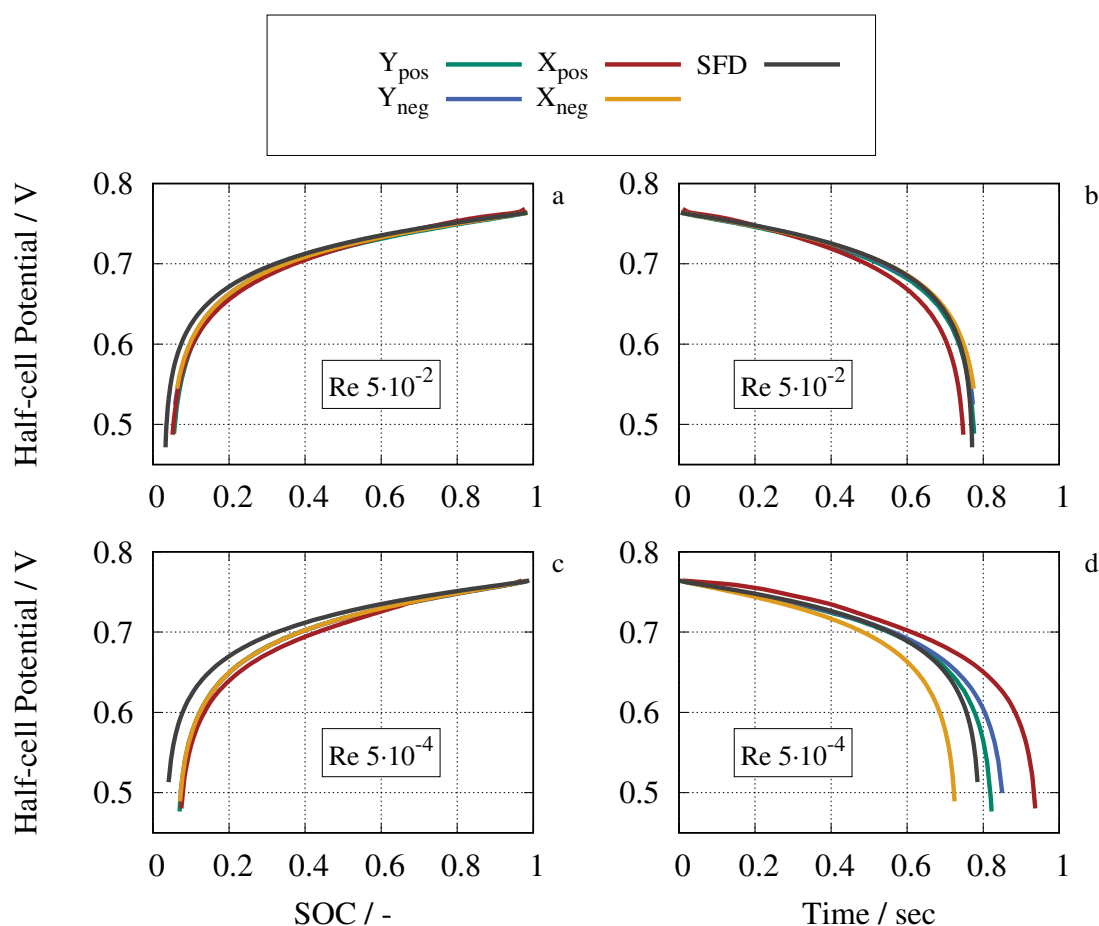 Y_pos X_pos SFD
Y_neg X_neg
Half-cell Potential / V
0.8
0.7
0.6
0.5
0 0.2 0.4 0.6 0.8 1
a
Re 5·10^-2
0.8
0.7
0.6
0.5
0 0.2 0.4 0.6 0.8 1
b
Re 5·10^-2
Half-cell Potential / V
0.8
0.7
0.6
0.5
0 0.2 0.4 0.6 0.8 1
c
Re 5·10^-4
SOC / -
0.8
0.7
0.6
0.5
0 0.2 0.4 0.6 0.8 1
d
Re 5·10^-4
Time / sec